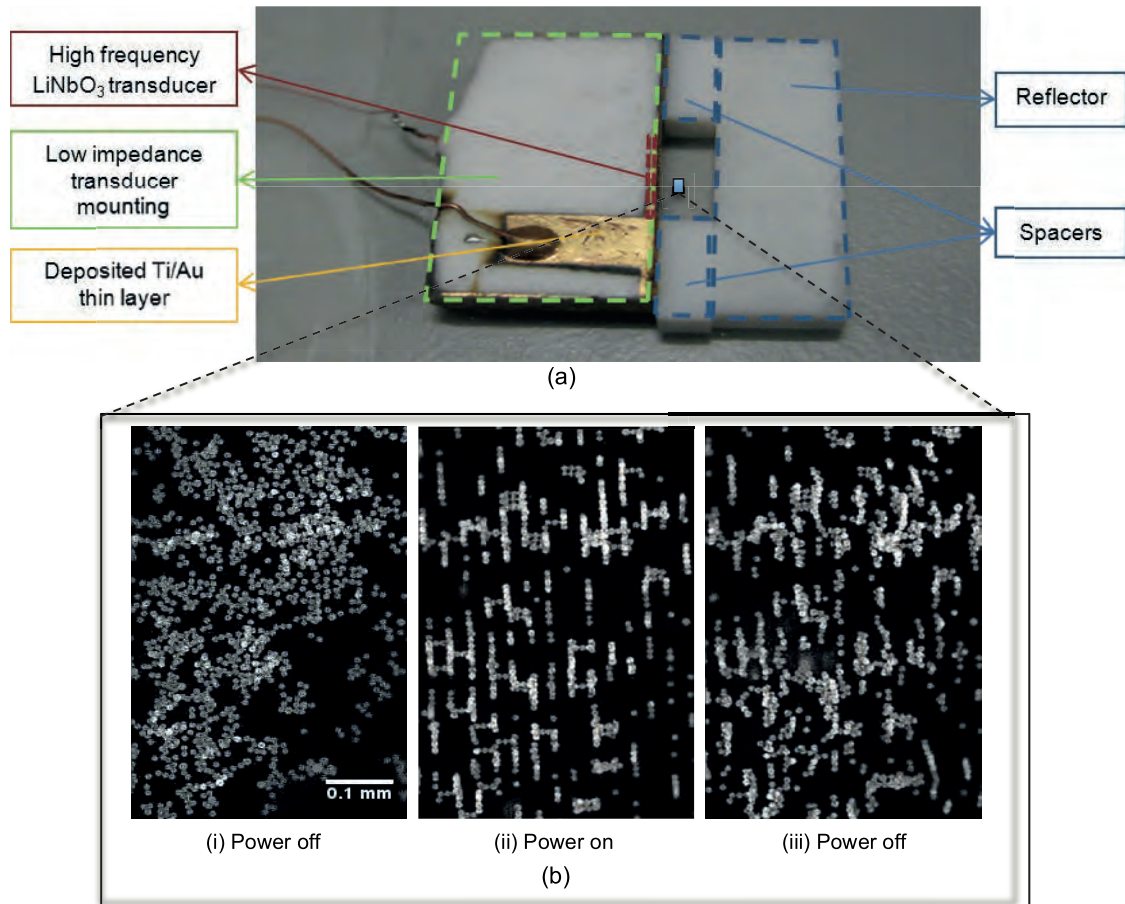 High frequency
LiNbO₃ transducer
Low impedance
transducer
mounting
Deposited Ti/Au
thin layer
Reflector
Spacers
(a)
0.1 mm
(i) Power off
(ii) Power on
(iii) Power off
(b)